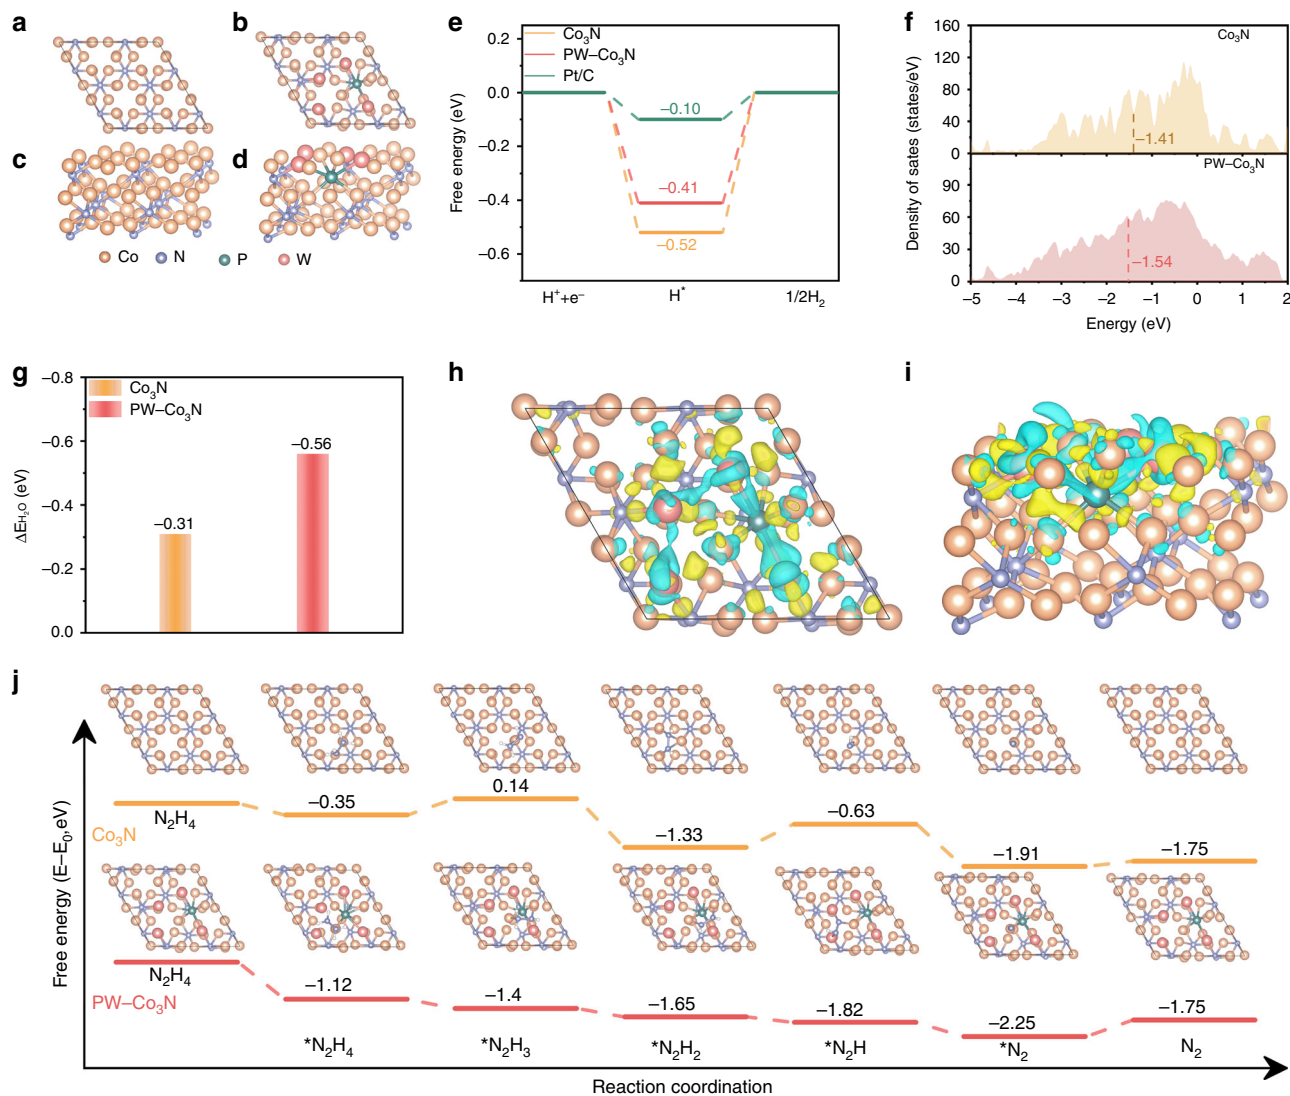 a
b
c
d
Co N P W
e
0.2
0.0
−0.2
−0.4
−0.6
Free energy (eV)
Co₃N
PW–Co₃N
Pt/C
−0.10
−0.41
−0.52
H⁺+e⁻ H* 1/2H₂
f
160
120
80
40
0
90
60
30
0
Density of sates (states/eV)
Co₃N
−1.41
PW–Co₃N
−1.54
−5 −4 −3 −2 −1 0 1 2
Energy (eV)
g
−0.8
−0.6
−0.4
−0.2
0.0
ΔE_H₂O (eV)
Co₃N
PW–Co₃N
−0.31
−0.56
h
i
j
Free energy (E–E₀,eV)
Co₃N
N₂H₄
−0.35
0.14
−1.33
−0.63
−1.91
−1.75
PW–Co₃N
N₂H₄
−1.12
−1.4
−1.65
−1.82
−2.25
−1.75
*N₂H₄ *N₂H₃ *N₂H₂ *N₂H *N₂ N₂
Reaction coordination